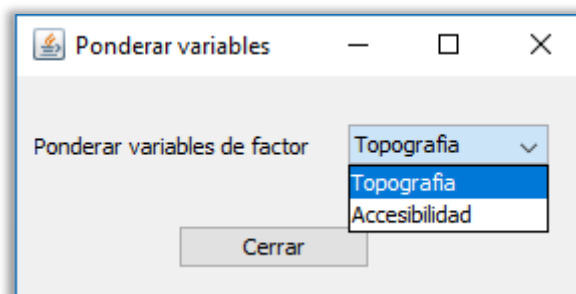 Ponderar variables
Ponderar variables de factor Topografia
Topografia
Accesibilidad
Cerrar